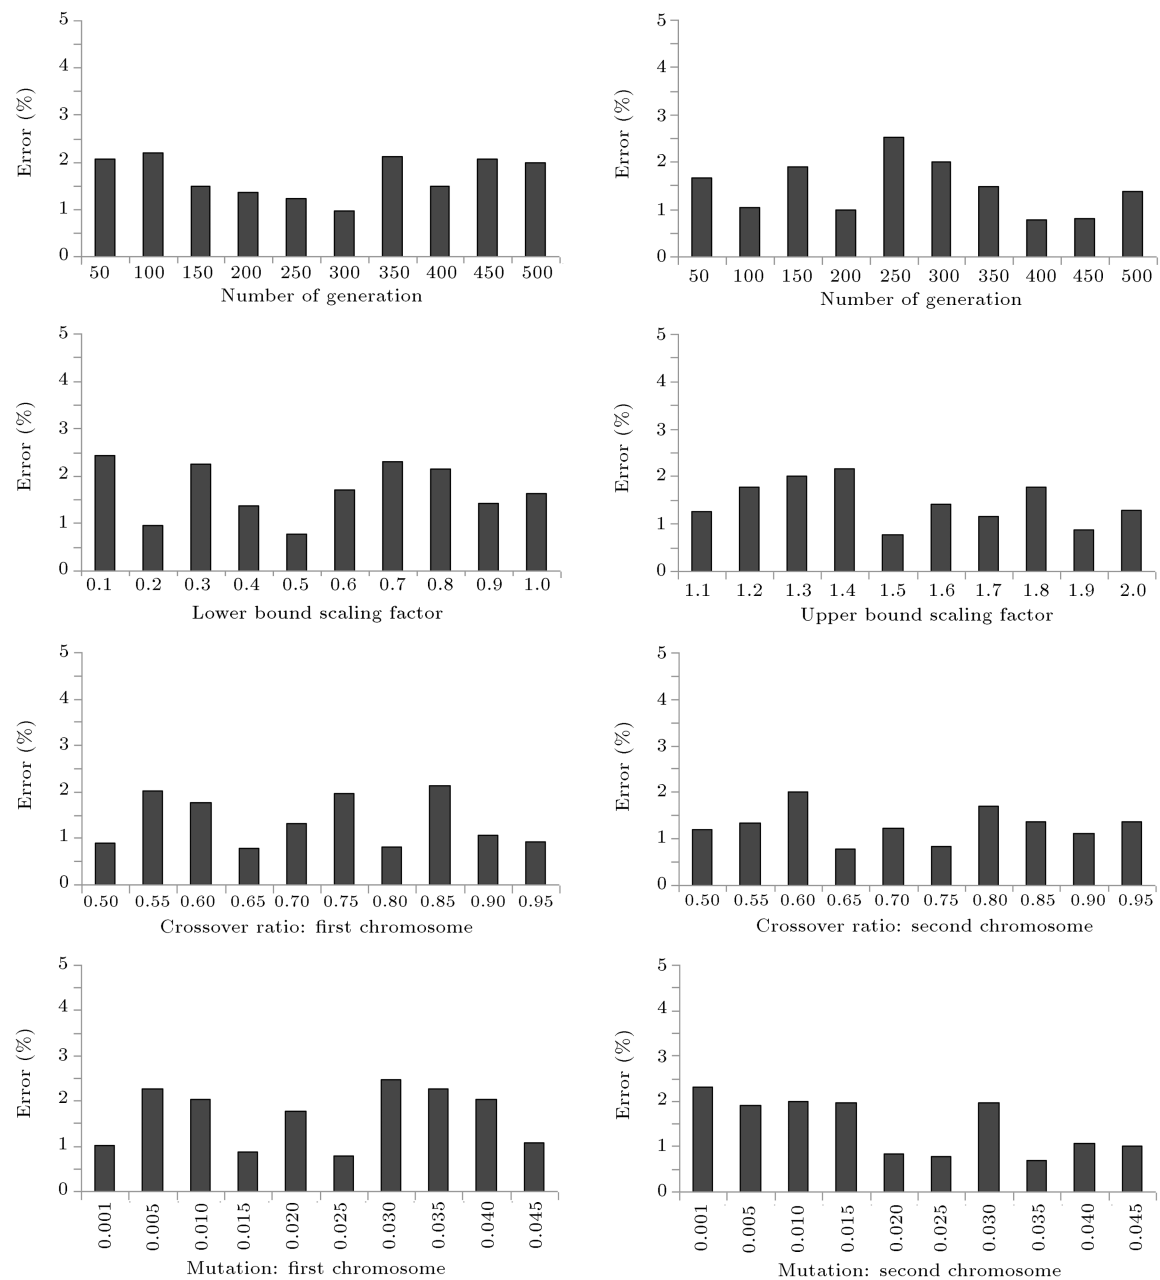 5
4
3
2
1
0
Error (%)
50 100 150 200 250 300 350 400 450 500
Number of generation
5
4
3
2
1
0
Error (%)
50 100 150 200 250 300 350 400 450 500
Number of generation
5
4
3
2
1
0
Error (%)
0.1 0.2 0.3 0.4 0.5 0.6 0.7 0.8 0.9 1.0
Lower bound scaling factor
5
4
3
2
1
0
Error (%)
1.1 1.2 1.3 1.4 1.5 1.6 1.7 1.8 1.9 2.0
Upper bound scaling factor
5
4
3
2
1
0
Error (%)
0.50 0.55 0.60 0.65 0.70 0.75 0.80 0.85 0.90 0.95
Crossover ratio: first chromosome
5
4
3
2
1
0
Error (%)
0.50 0.55 0.60 0.65 0.70 0.75 0.80 0.85 0.90 0.95
Crossover ratio: second chromosome
5
4
3
2
1
0
Error (%)
0.001 0.005 0.010 0.015 0.020 0.025 0.030 0.035 0.040 0.045
Mutation: first chromosome
5
4
3
2
1
0
Error (%)
0.001 0.005 0.010 0.015 0.020 0.025 0.030 0.035 0.040 0.045
Mutation: second chromosome